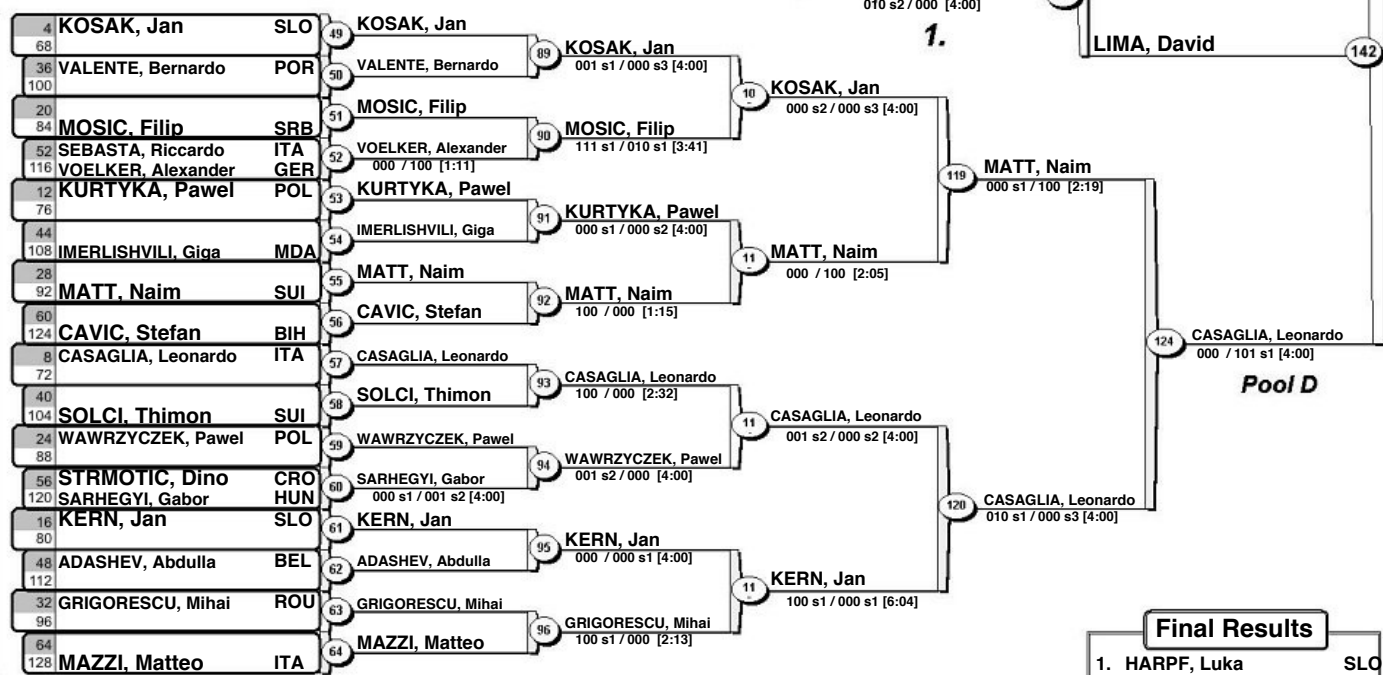 010 s2 / 000 [4:00]
1.
LIMA, David
142
4 KOSAK, Jan SLO
68
36 VALENTE, Bernardo POR
100
20
84 MOSIC, Filip SRB
52 SEBASTA, Riccardo ITA
116 VOELKER, Alexander GER
12 KURTYKA, Pawel POL
76
44
108 IMERLISHVILI, Giga MDA
28
92 MATT, Naim SUI
60
124 CAVIC, Stefan BIH
8 CASAGLIA, Leonardo ITA
72
40
104 SOLCI, Thimon SUI
24 WAWRZYCZEK, Pawel POL
88
56 STRMOTIC, Dino CRO
120 SARHEGYI, Gabor HUN
16 KERN, Jan SLO
80
48 ADASHEV, Abdulla BEL
112
32 GRIGORESCU, Mihai ROU
96
64
128 MAZZI, Matteo ITA
49 KOSAK, Jan
50 VALENTE, Bernardo
51 MOSIC, Filip
52 VOELKER, Alexander
000 / 100 [1:11]
53 KURTYKA, Pawel
54 IMERLISHVILI, Giga
55 MATT, Naim
56 CAVIC, Stefan
57 CASAGLIA, Leonardo
58 SOLCI, Thimon
59 WAWRZYCZEK, Pawel
60 SARHEGYI, Gabor
000 s1 / 001 s2 [4:00]
61 KERN, Jan
62 ADASHEV, Abdulla
63 GRIGORESCU, Mihai
64 MAZZI, Matteo
89 KOSAK, Jan
001 s1 / 000 s3 [4:00]
90 MOSIC, Filip
111 s1 / 010 s1 [3:41]
91 KURTYKA, Pawel
000 s1 / 000 s2 [4:00]
92 MATT, Naim
100 / 000 [1:15]
93 CASAGLIA, Leonardo
100 / 000 [2:32]
94 WAWRZYCZEK, Pawel
001 s2 / 000 [4:00]
95 KERN, Jan
000 / 000 s1 [4:00]
96 GRIGORESCU, Mihai
100 s1 / 000 [2:13]
10 KOSAK, Jan
000 s2 / 000 s3 [4:00]
11 MATT, Naim
000 / 100 [2:05]
11 CASAGLIA, Leonardo
001 s2 / 000 s2 [4:00]
11 KERN, Jan
100 s1 / 000 s1 [6:04]
119 MATT, Naim
000 s1 / 100 [2:19]
120 CASAGLIA, Leonardo
010 s1 / 000 s3 [4:00]
124 CASAGLIA, Leonardo
000 / 101 s1 [4:00]
Pool D
Final Results
1. HARPF, Luka SLO